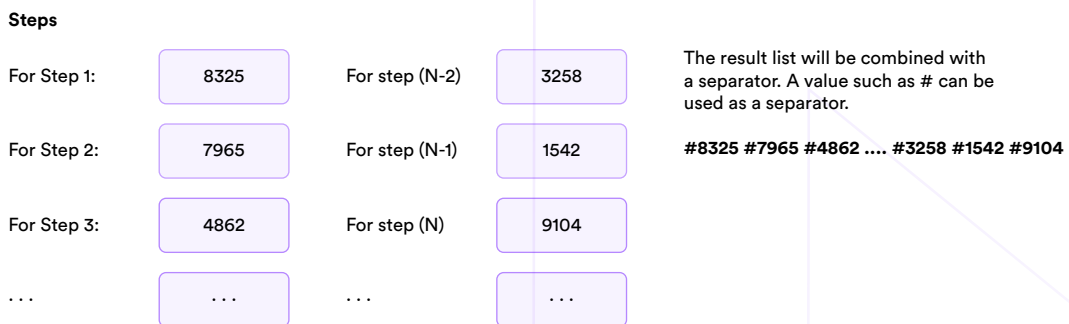 Steps
For Step 1: 8325 For step (N-2) 3258
For Step 2: 7965 For step (N-1) 1542
For Step 3: 4862 For step (N) 9104
... ... ... ...
The result list will be combined with
a separator. A value such as # can be
used as a separator.
#8325 #7965 #4862 .... #3258 #1542 #9104